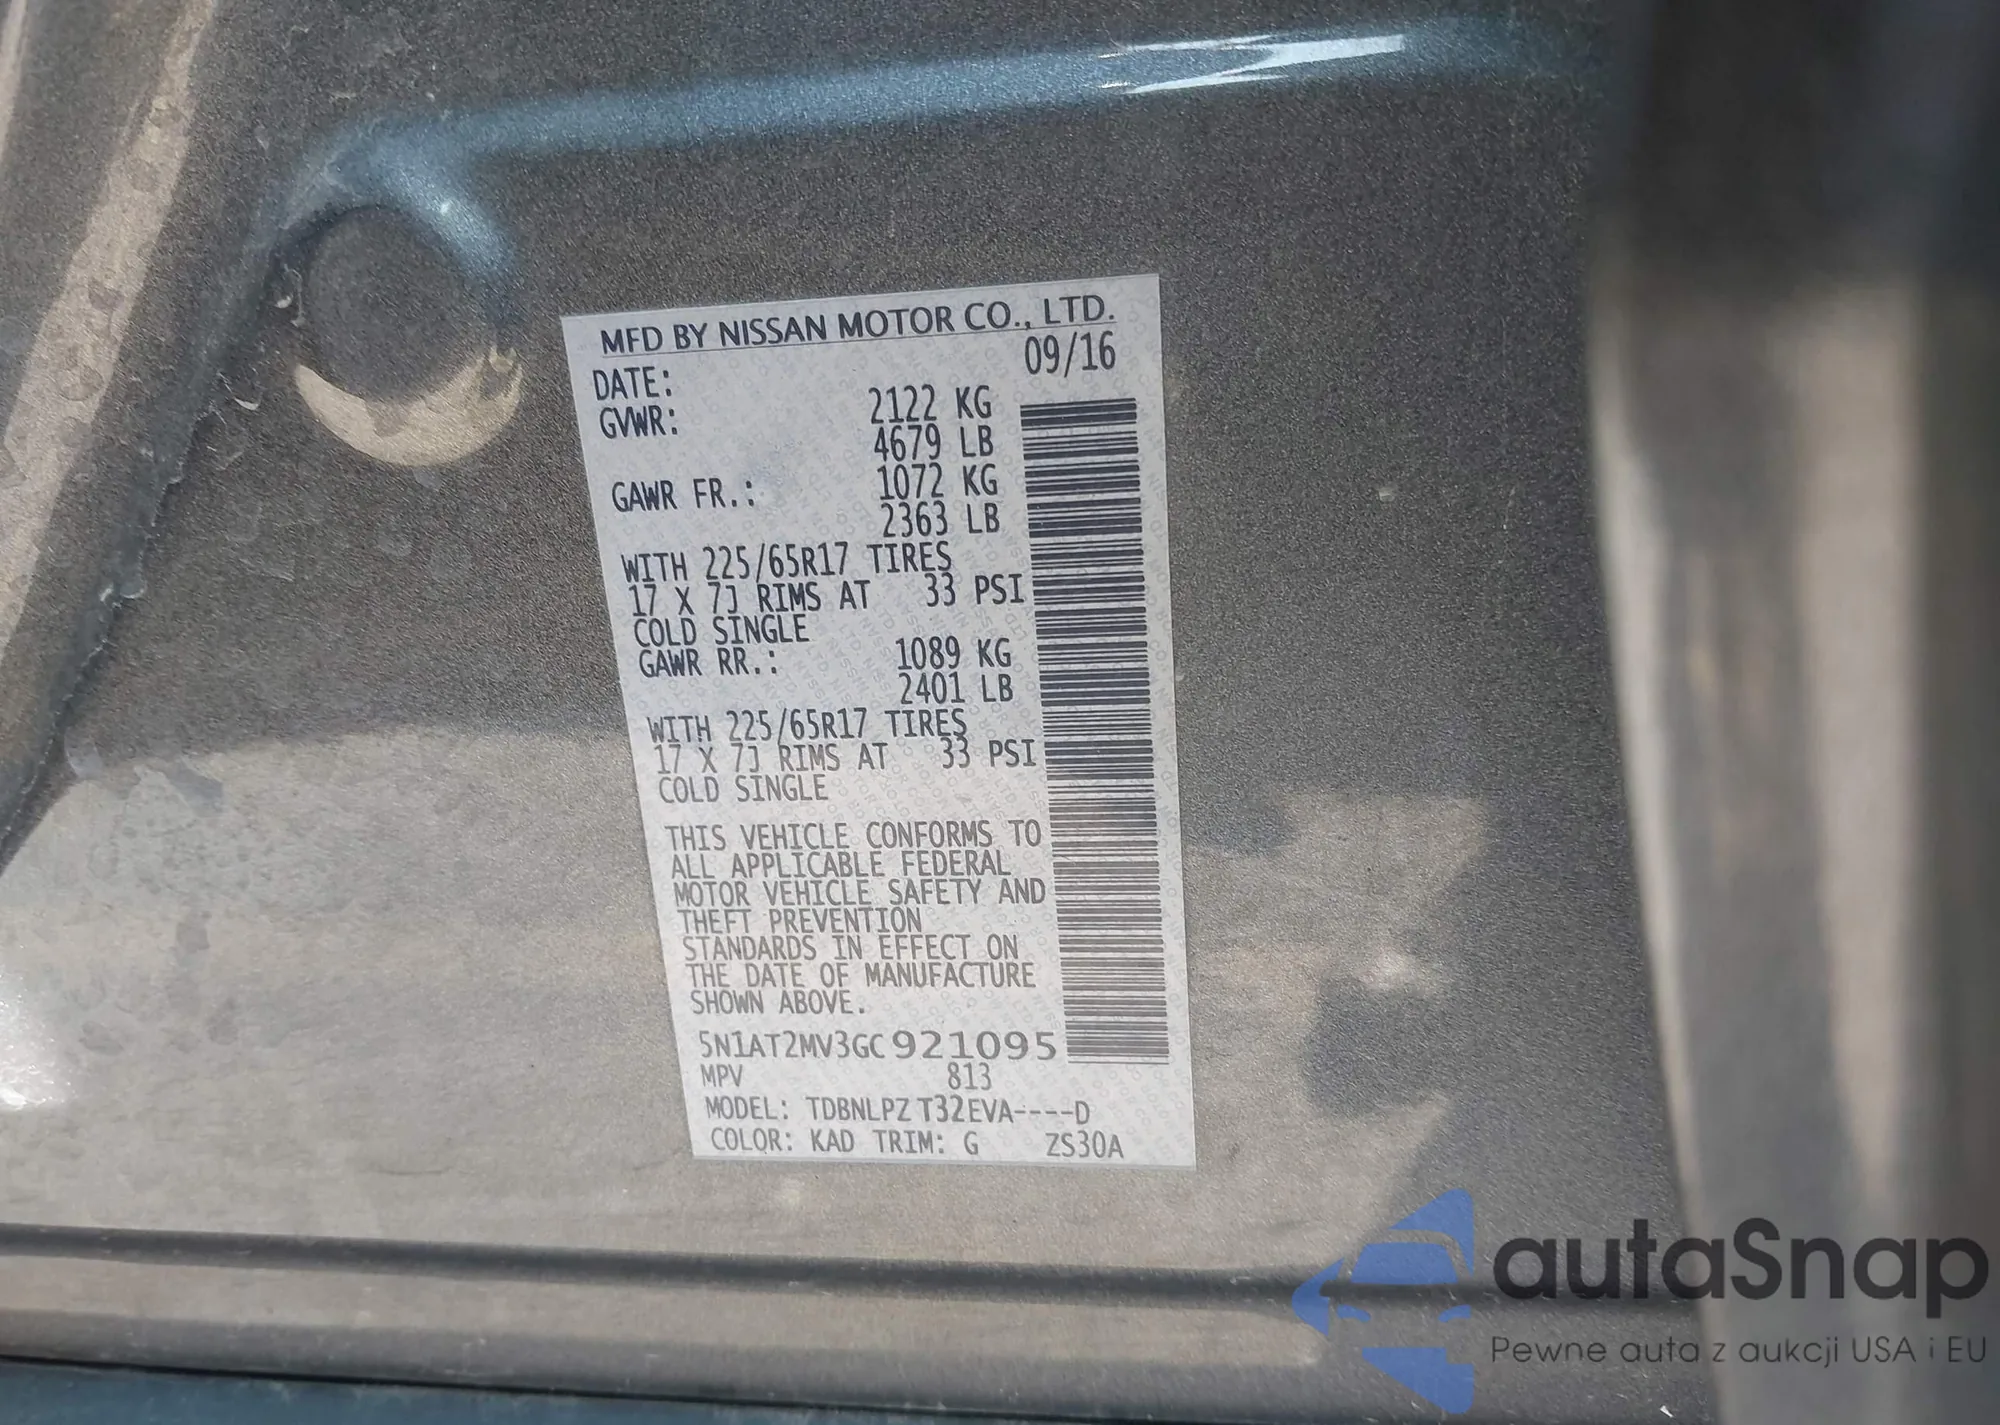 MFD BY NISSAN MOTOR CO., LTD.
DATE: 09/16
GVWR: 2122 KG
4679 LB
GAWR FR.: 1072 KG
2363 LB
WITH 225/65R17 TIRES
17 X 7J RIMS AT 33 PSI
COLD SINGLE
GAWR RR.: 1089 KG
2401 LB
WITH 225/65R17 TIRES
17 X 7J RIMS AT 33 PSI
COLD SINGLE
THIS VEHICLE CONFORMS TO
ALL APPLICABLE FEDERAL
MOTOR VEHICLE SAFETY AND
THEFT PREVENTION
STANDARDS IN EFFECT ON
THE DATE OF MANUFACTURE
SHOWN ABOVE.
5N1AT2MV3GC921095
MPV 813
MODEL: TDBNLPZ T32EVA----D
COLOR: KAD TRIM: G ZS30A
autaSnap
Pewne auta z aukcji USA i EU